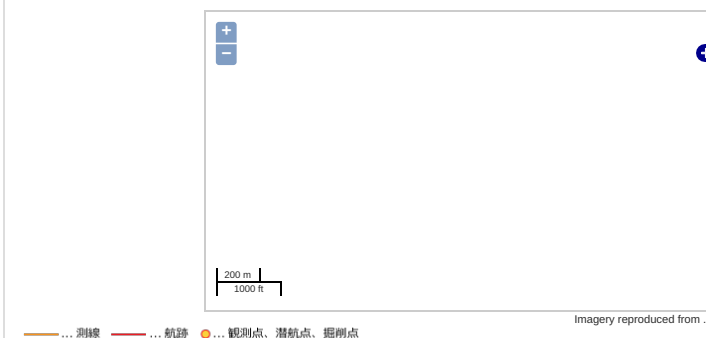 +
−
200 m
1000 ft
Imagery reproduced from .
... 測線 ... 航跡 ... 観測点、潜航点、掘削点